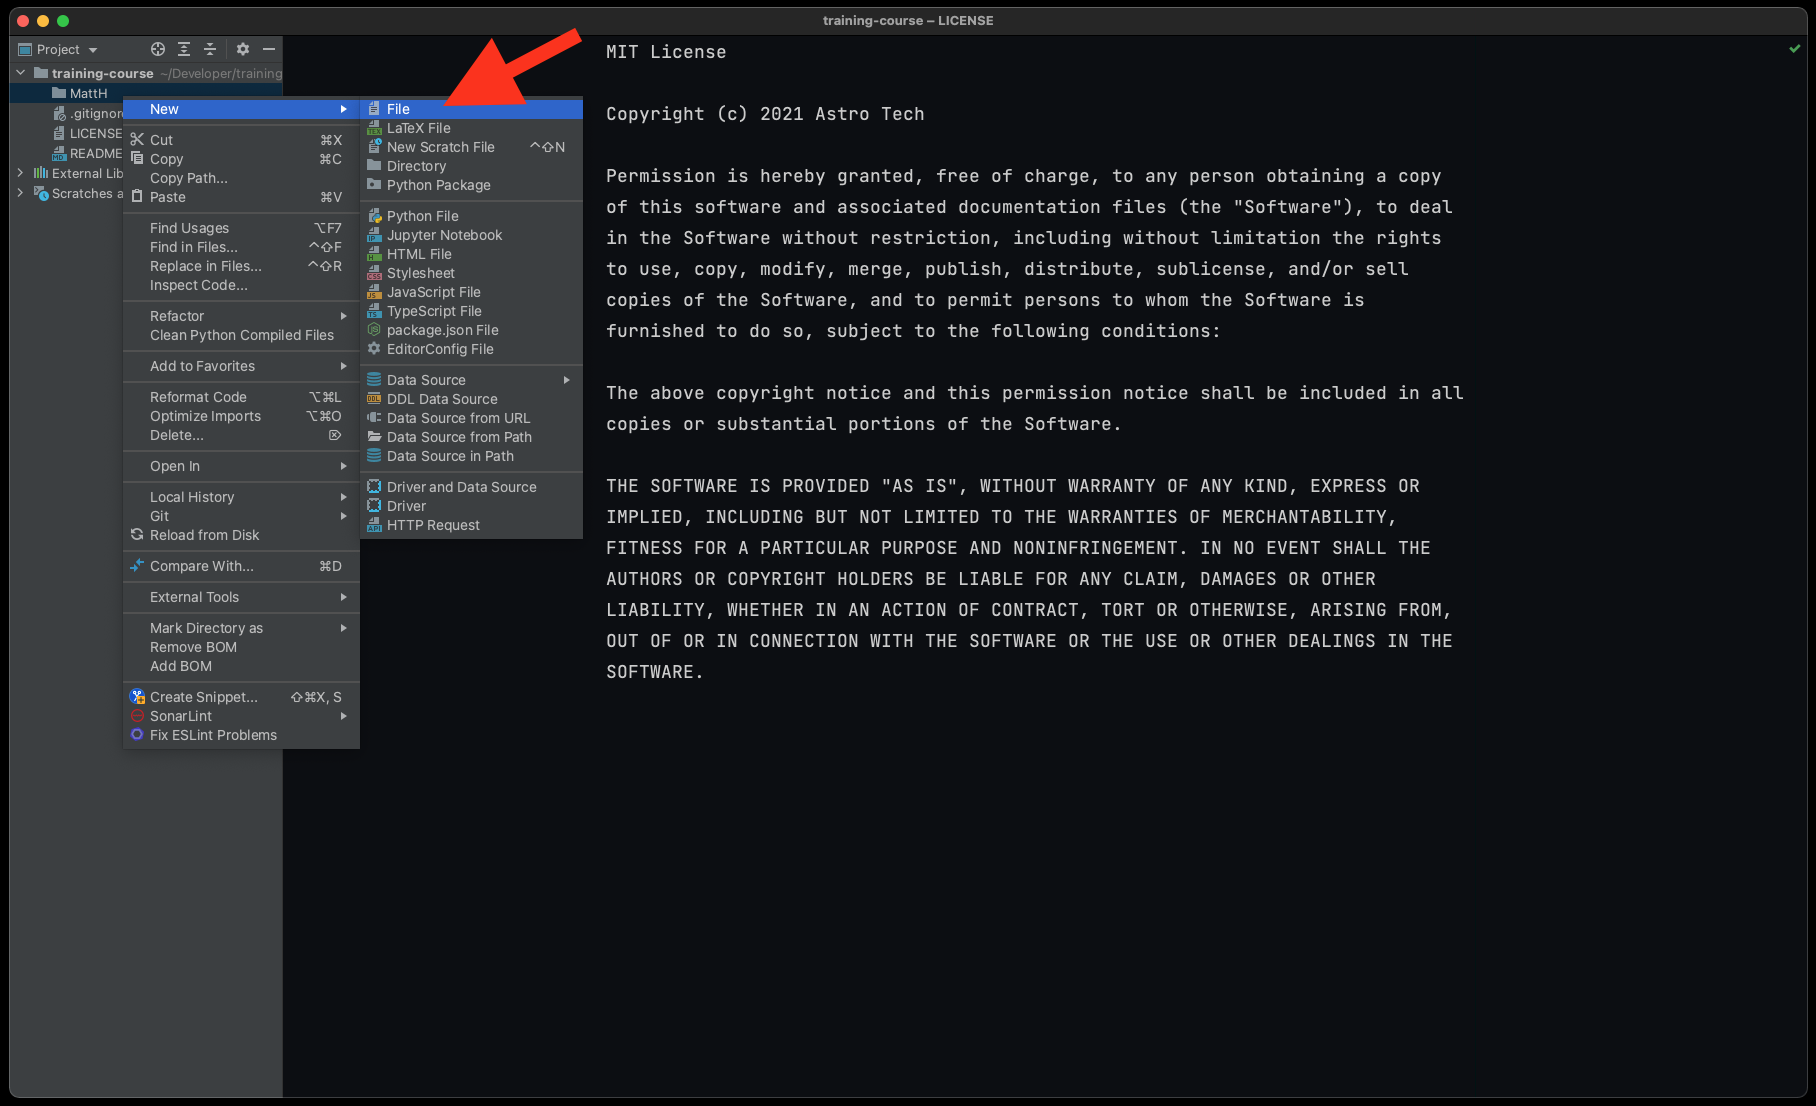 training-course – LICENSE
Project
training-course ~/Developer/training
MattH
.gitignor
LICENSE
README
External Lib
Scratches a
New
Cut ⌘X
Copy ⌘C
Copy Path...
Paste ⌘V
Find Usages ⌥F7
Find in Files... ^⇧F
Replace in Files... ^⇧R
Inspect Code...
Refactor
Clean Python Compiled Files
Add to Favorites
Reformat Code ⌥⌘L
Optimize Imports ⌥⌘O
Delete... ⌦
Open In
Local History
Git
Reload from Disk
Compare With... ⌘D
External Tools
Mark Directory as
Remove BOM
Add BOM
Create Snippet... ⇧⌘X, S
SonarLint
Fix ESLint Problems
File
LaTeX File
New Scratch File ^⇧N
Directory
Python Package
Python File
Jupyter Notebook
HTML File
Stylesheet
JavaScript File
TypeScript File
package.json File
EditorConfig File
Data Source
DDL Data Source
Data Source from URL
Data Source from Path
Data Source in Path
Driver and Data Source
Driver
HTTP Request
MIT License
Copyright (c) 2021 Astro Tech
Permission is hereby granted, free of charge, to any person obtaining a copy
of this software and associated documentation files (the "Software"), to deal
in the Software without restriction, including without limitation the rights
to use, copy, modify, merge, publish, distribute, sublicense, and/or sell
copies of the Software, and to permit persons to whom the Software is
furnished to do so, subject to the following conditions:
The above copyright notice and this permission notice shall be included in all
copies or substantial portions of the Software.
THE SOFTWARE IS PROVIDED "AS IS", WITHOUT WARRANTY OF ANY KIND, EXPRESS OR
IMPLIED, INCLUDING BUT NOT LIMITED TO THE WARRANTIES OF MERCHANTABILITY,
FITNESS FOR A PARTICULAR PURPOSE AND NONINFRINGEMENT. IN NO EVENT SHALL THE
AUTHORS OR COPYRIGHT HOLDERS BE LIABLE FOR ANY CLAIM, DAMAGES OR OTHER
LIABILITY, WHETHER IN AN ACTION OF CONTRACT, TORT OR OTHERWISE, ARISING FROM,
OUT OF OR IN CONNECTION WITH THE SOFTWARE OR THE USE OR OTHER DEALINGS IN THE
SOFTWARE.